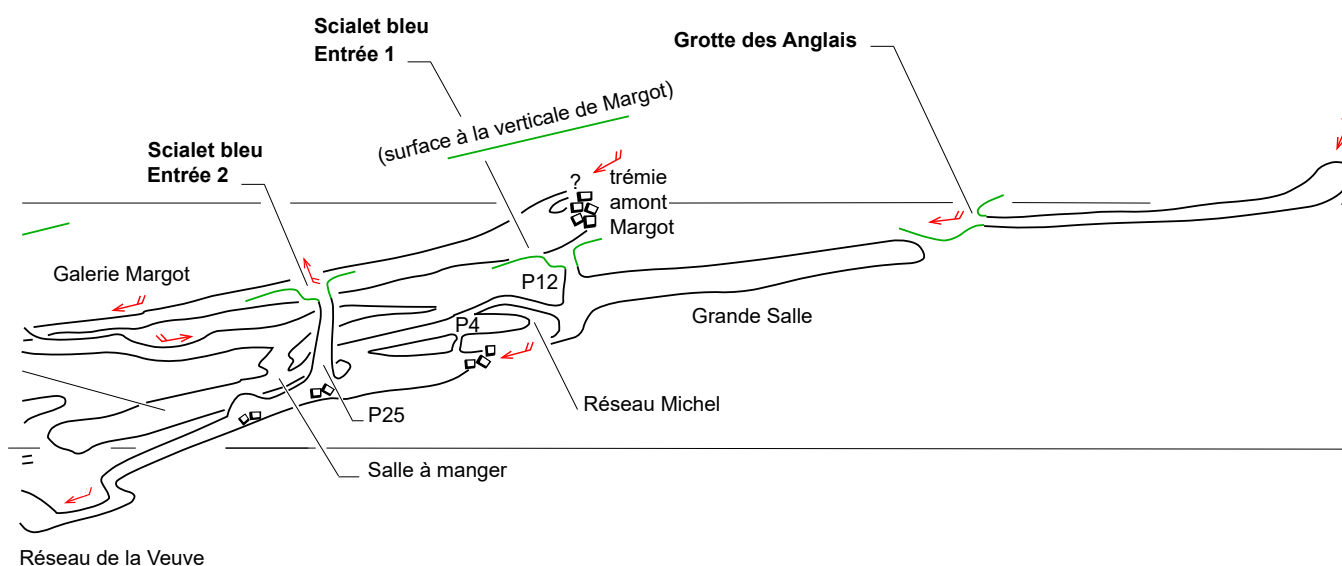 Scialet bleu
Entrée 1
Grotte des Anglais
(surface à la verticale de Margot)
Scialet bleu
Entrée 2
?
trémie
amont
Margot
Galerie Margot
P12
P4
Grande Salle
Réseau Michel
P25
Salle à manger
Réseau de la Veuve